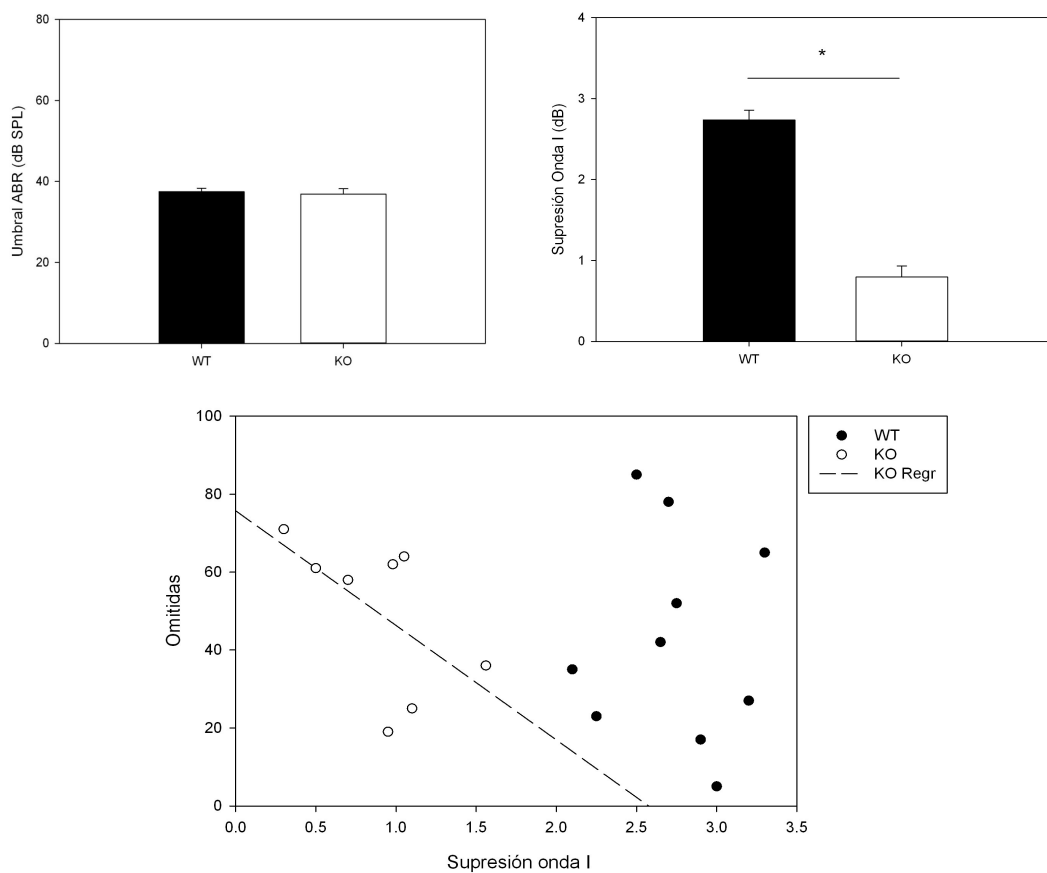 80
60
40
20
0
Umbral ABR (dB SPL)
WT
KO
4
3
2
1
0
Supresión Onda I (dB)
*
WT
KO
100
80
60
40
20
0
Omitidas
0.0 0.5 1.0 1.5 2.0 2.5 3.0 3.5
Supresión onda I
WT
KO
KO Regr